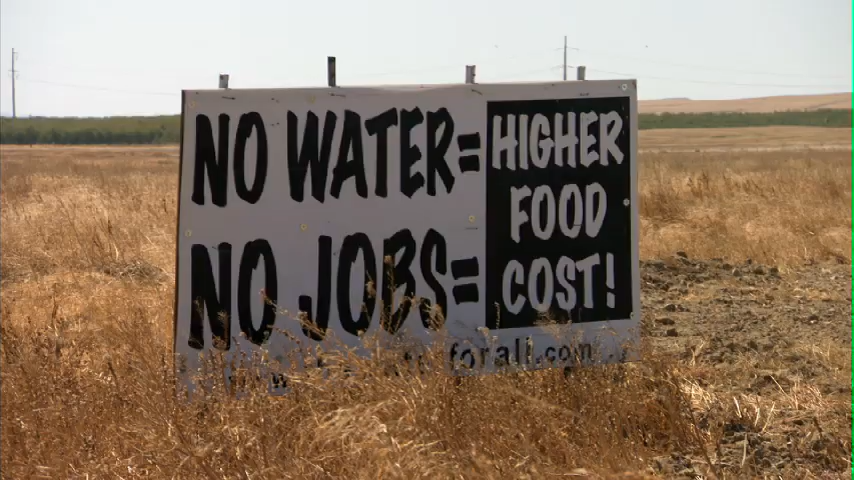 NO WATER=
NO JOBS=
HIGHER
FOOD
COST!
forall.com